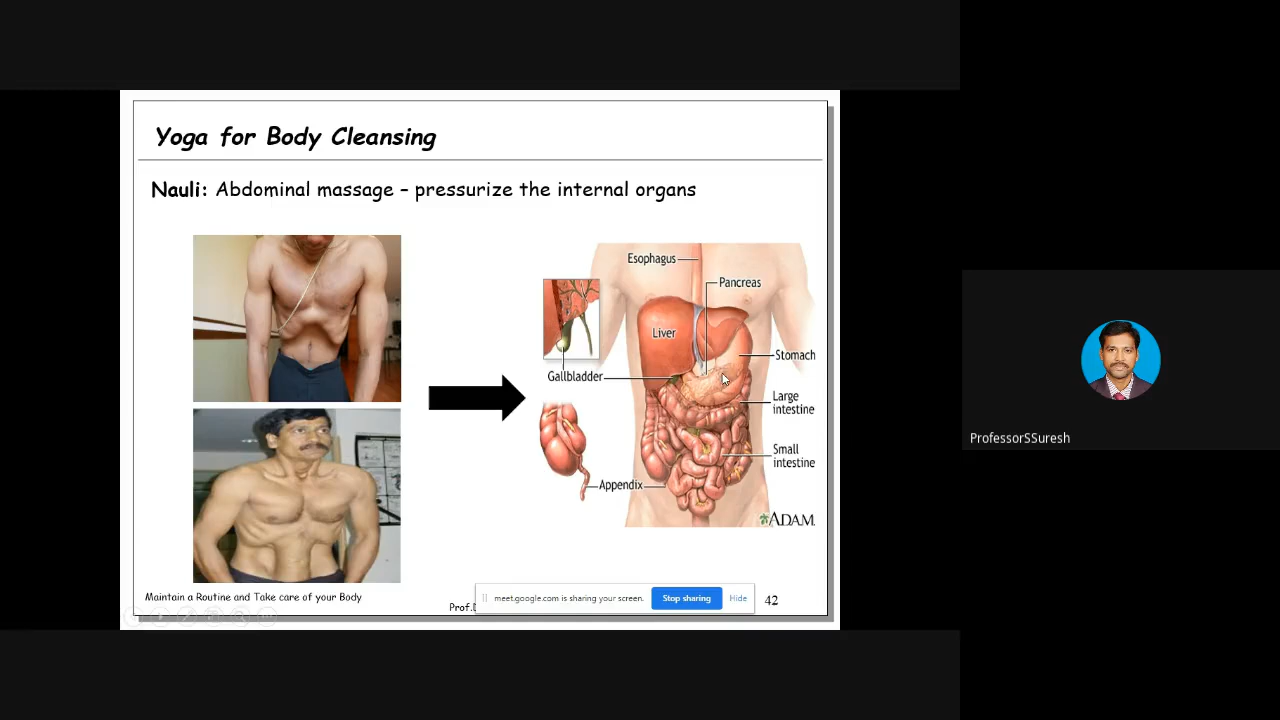 Yoga for Body Cleansing
Nauli: Abdominal massage – pressurize the internal organs
Esophagus
Pancreas
Liver
Stomach
Gallbladder
Large
intestine
Small
intestine
Appendix
ADAM.
Maintain a Routine and Take care of your Body
Prof.D
meet.google.com is sharing your screen.
Stop sharing
Hide
42
ProfessorSSuresh